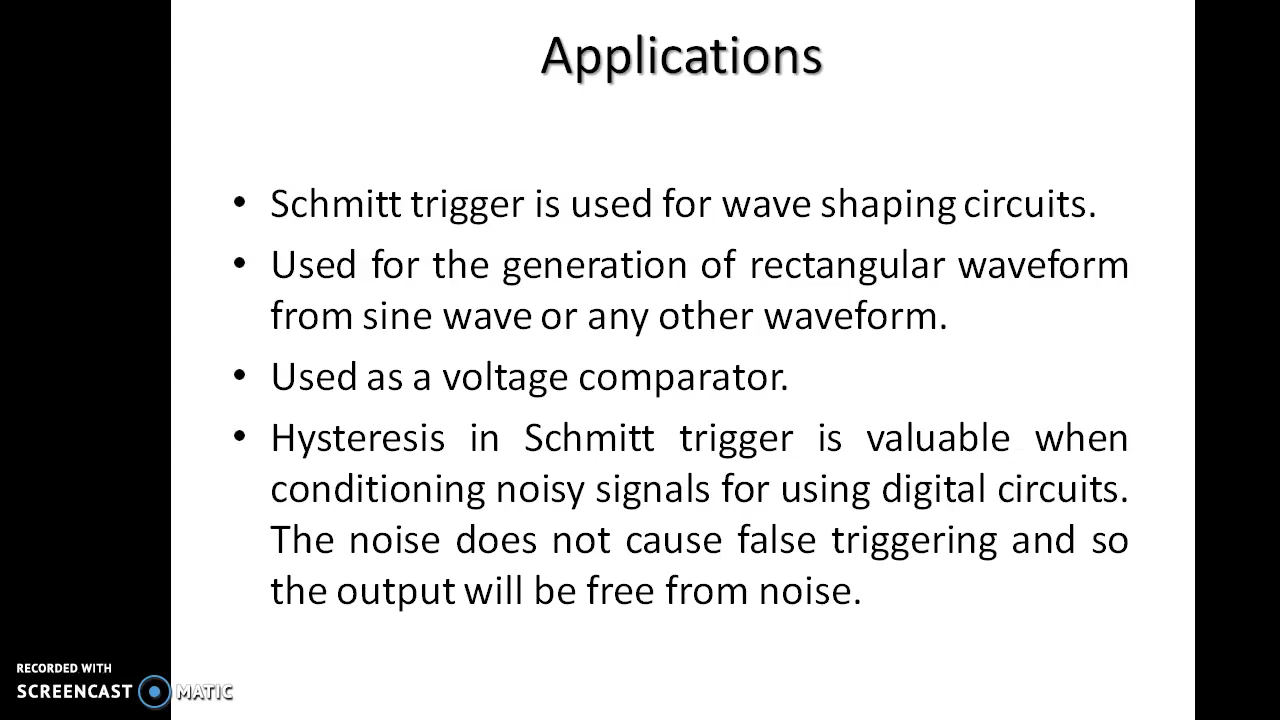 Applications
• Schmitt trigger is used for wave shaping circuits.
• Used for the generation of rectangular waveform
from sine wave or any other waveform.
• Used as a voltage comparator.
• Hysteresis in Schmitt trigger is valuable when
conditioning noisy signals for using digital circuits.
The noise does not cause false triggering and so
the output will be free from noise.
RECORDED WITH
SCREENCAST MATIC